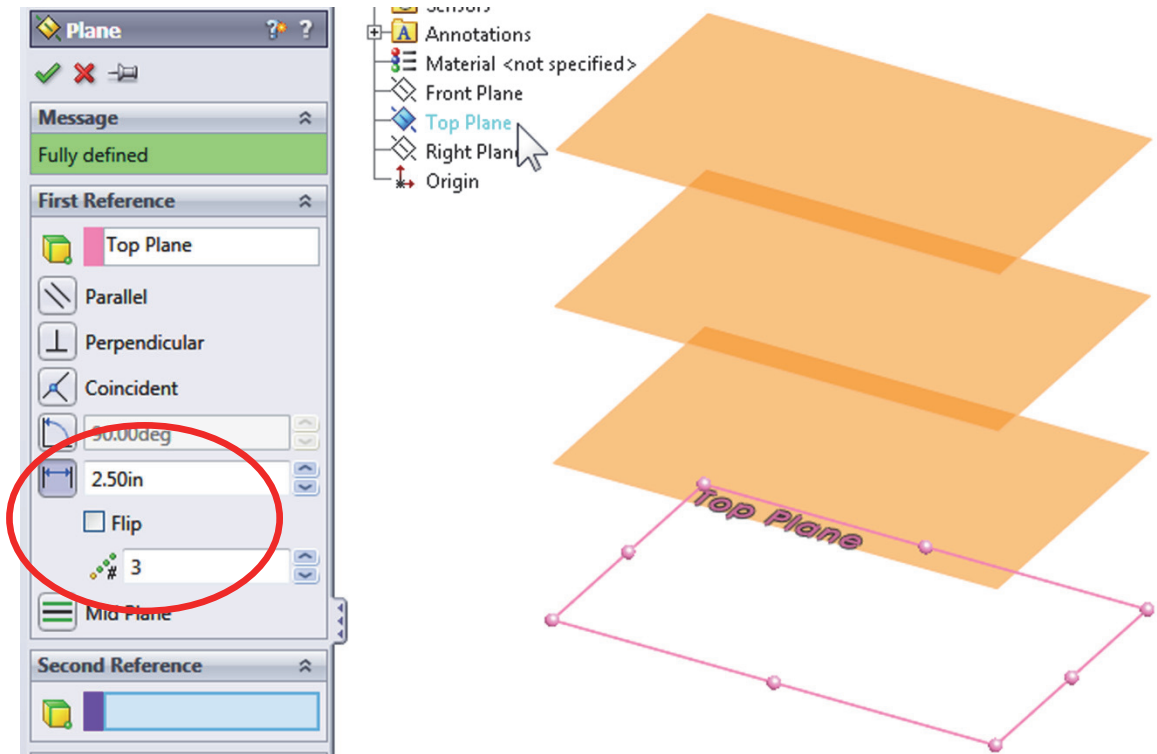 Plane
? ?
Message
Fully defined
First Reference
Top Plane
Parallel
Perpendicular
Coincident
90.00deg
2.50in
Flip
# 3
Mid Plane
Second Reference
Sensors
A Annotations
Material <not specified>
Front Plane
Top Plane
Right Plane
Origin
Top Plane